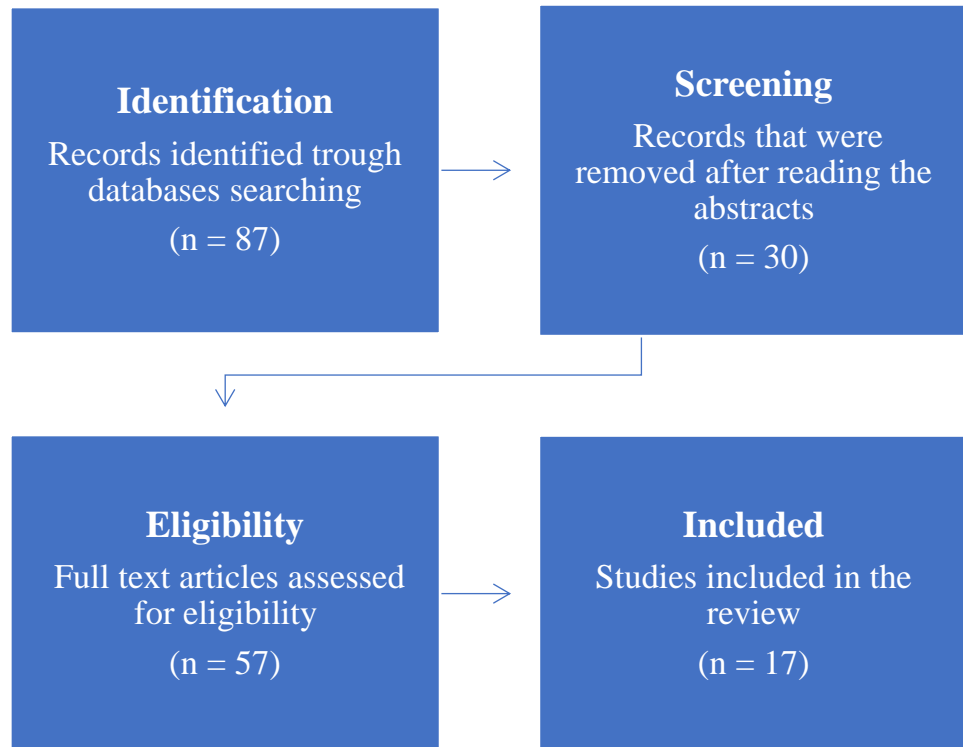 Identification
Records identified trough
databases searching
(n = 87)
Screening
Records that were
removed after reading the
abstracts
(n = 30)
Eligibility
Full text articles assessed
for eligibility
(n = 57)
Included
Studies included in the
review
(n = 17)